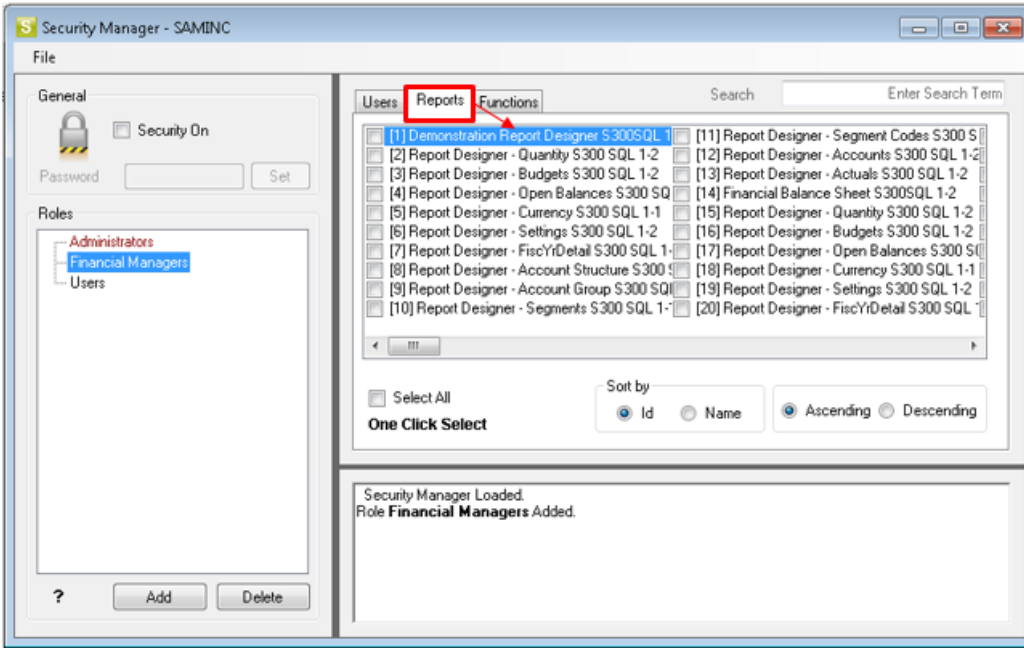 S Security Manager - SAMINC
File
General
Security On
Password Set
Roles
Administrators
Financial Managers
Users
? Add Delete
Users Reports Functions Search Enter Search Term
[1] Demonstration Report Designer S300SQL 1
[2] Report Designer - Quantity S300 SQL 1-2
[3] Report Designer - Budgets S300 SQL 1-2
[4] Report Designer - Open Balances S300 SQ
[5] Report Designer - Currency S300 SQL 1-1
[6] Report Designer - Settings S300 SQL 1-2
[7] Report Designer - FiscYrDetail S300 SQL 1-
[8] Report Designer - Account Structure S300 S
[9] Report Designer - Account Group S300 SQL
[10] Report Designer - Segments S300 SQL 1-
[11] Report Designer - Segment Codes S300 S
[12] Report Designer - Accounts S300 SQL 1-2
[13] Report Designer - Actuals S300 SQL 1-2
[14] Financial Balance Sheet S300SQL 1-2
[15] Report Designer - Quantity S300 SQL 1-2
[16] Report Designer - Budgets S300 SQL 1-2
[17] Report Designer - Open Balances S300 S
[18] Report Designer - Currency S300 SQL 1-1
[19] Report Designer - Settings S300 SQL 1-2
[20] Report Designer - FiscYrDetail S300 SQL
Select All
One Click Select
Sort by
Id Name
Ascending Descending
Security Manager Loaded.
Role Financial Managers Added.